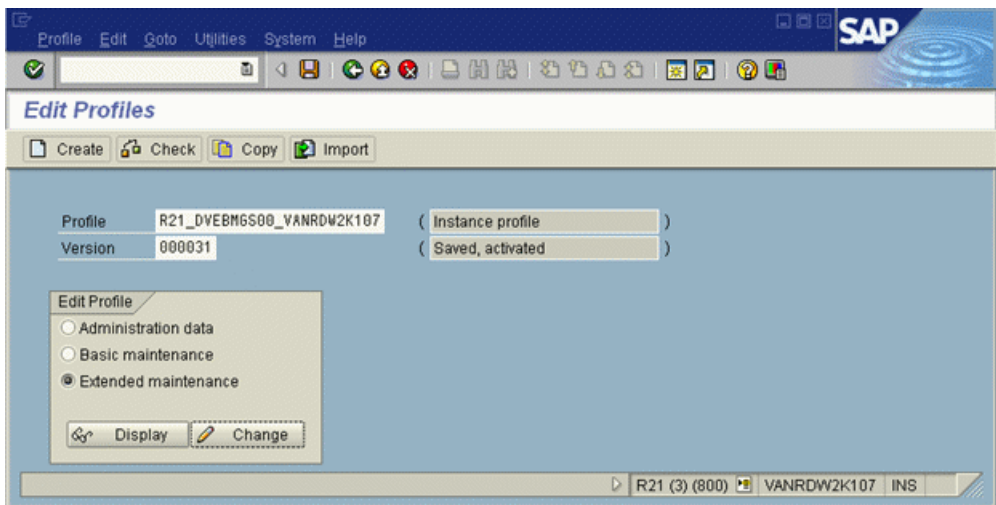 Profile Edit Goto Utilities System Help
SAP
Edit Profiles
Create Check Copy Import
Profile R21_DVEBMGS00_VANRDW2K107 ( Instance profile )
Version 000031 ( Saved, activated )
Edit Profile
Administration data
Basic maintenance
Extended maintenance
Display Change
R21 (3) (800) VANRDW2K107 INS